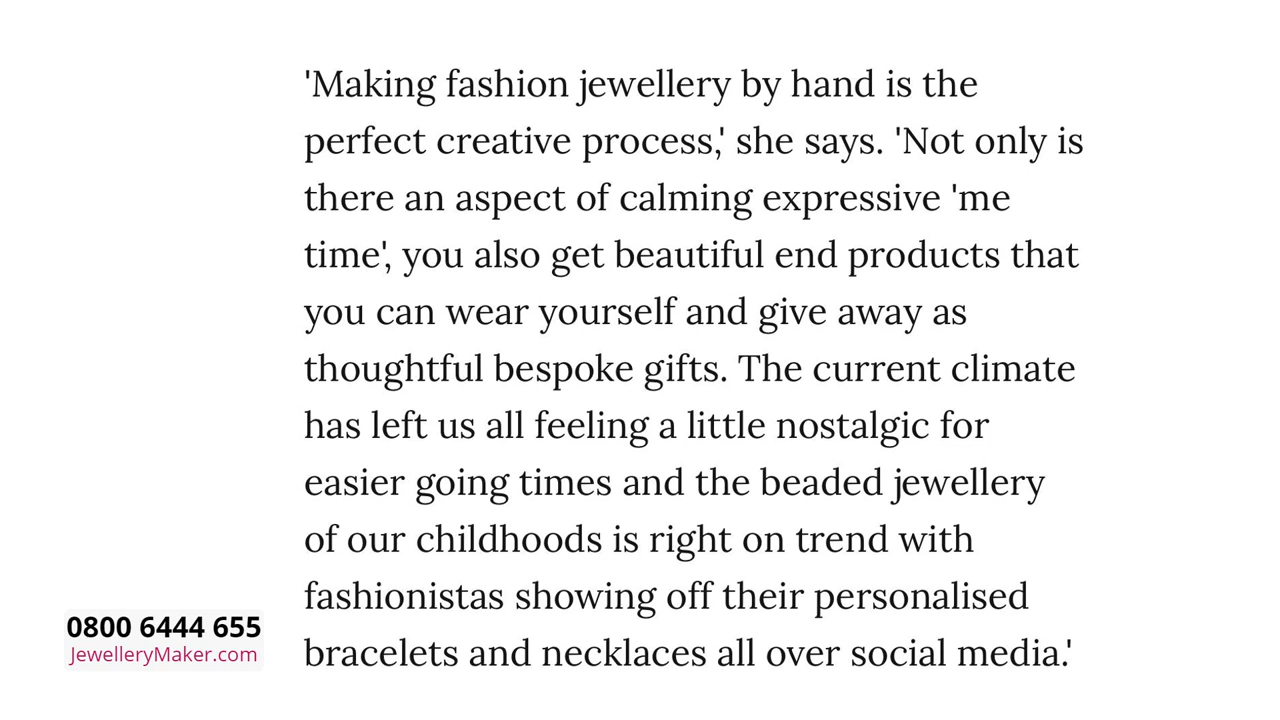 'Making fashion jewellery by hand is the
perfect creative process,' she says. 'Not only is
there an aspect of calming expressive 'me
time', you also get beautiful end products that
you can wear yourself and give away as
thoughtful bespoke gifts. The current climate
has left us all feeling a little nostalgic for
easier going times and the beaded jewellery
of our childhoods is right on trend with
fashionistas showing off their personalised
bracelets and necklaces all over social media.'
0800 6444 655
JewelleryMaker.com